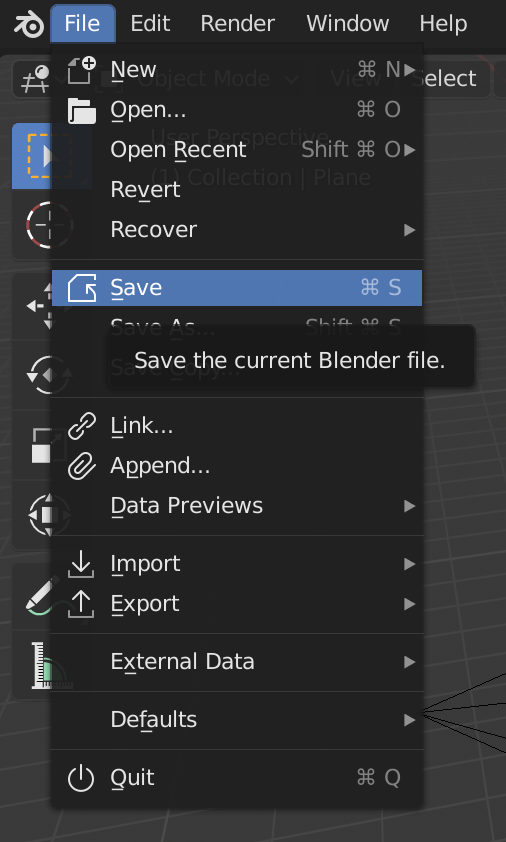 File Edit Render Window Help
Object Mode View Select
New ⌘ N
Open... ⌘ O
User Perspective
Open Recent Shift ⌘ O
(1) Collection | Plane
Revert
Recover
Save ⌘ S
Save As... Shift ⌘ S
Save the current Blender file.
Save Copy...
Link...
Append...
Data Previews
Import
Export
External Data
Defaults
Quit ⌘ Q